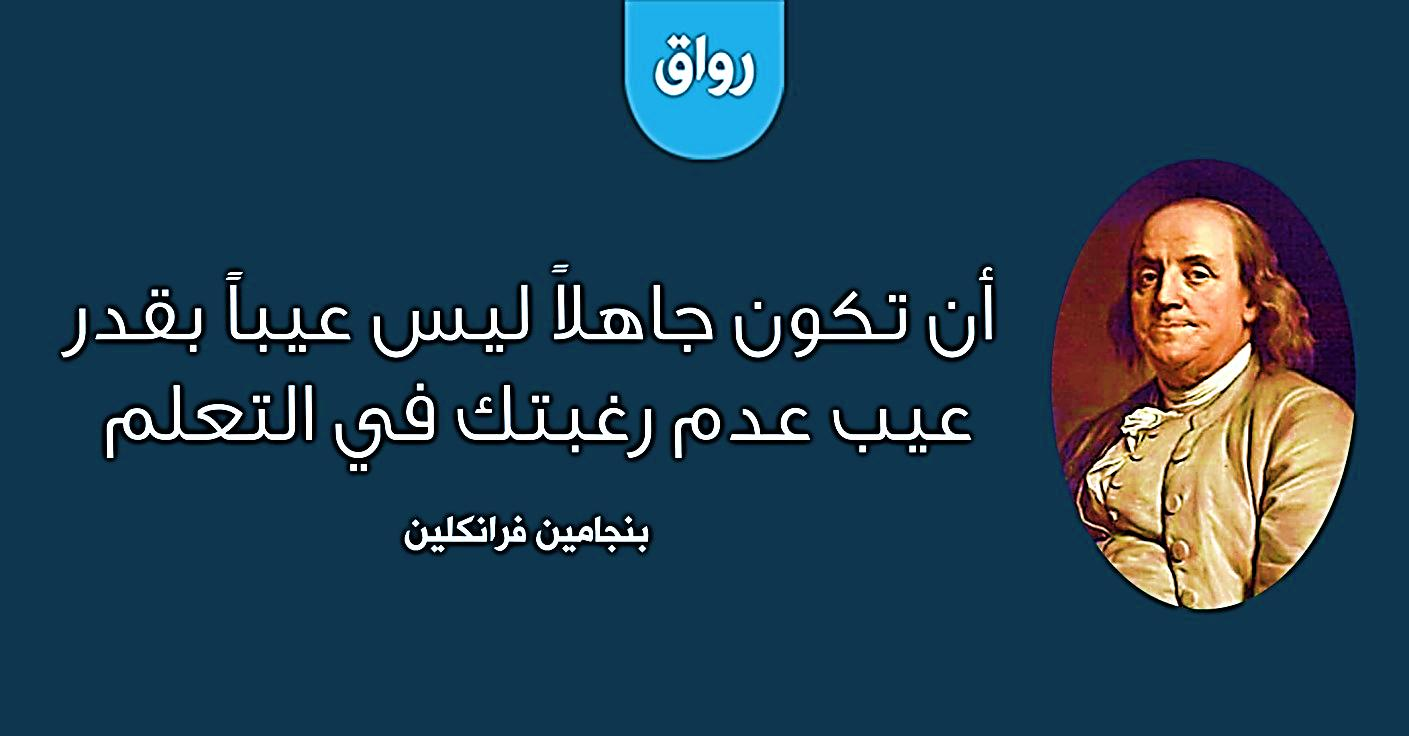 رواق
أن تكون جاهلاً ليس عيباً بقدر
عيب عدم رغبتك في التعلم
بنجامين فرانكلين